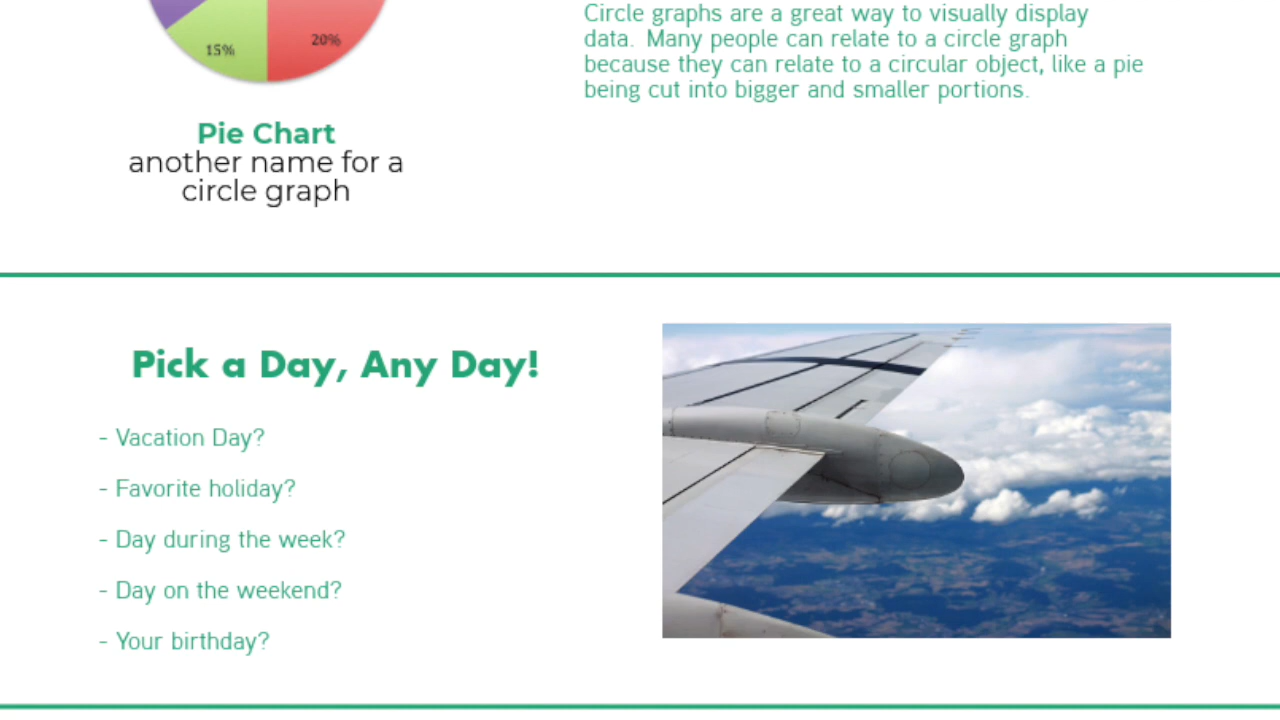 15%
20%
Pie Chart
another name for a
circle graph
Circle graphs are a great way to visually display
data. Many people can relate to a circle graph
because they can relate to a circular object, like a pie
being cut into bigger and smaller portions.
Pick a Day, Any Day!
- Vacation Day?
- Favorite holiday?
- Day during the week?
- Day on the weekend?
- Your birthday?